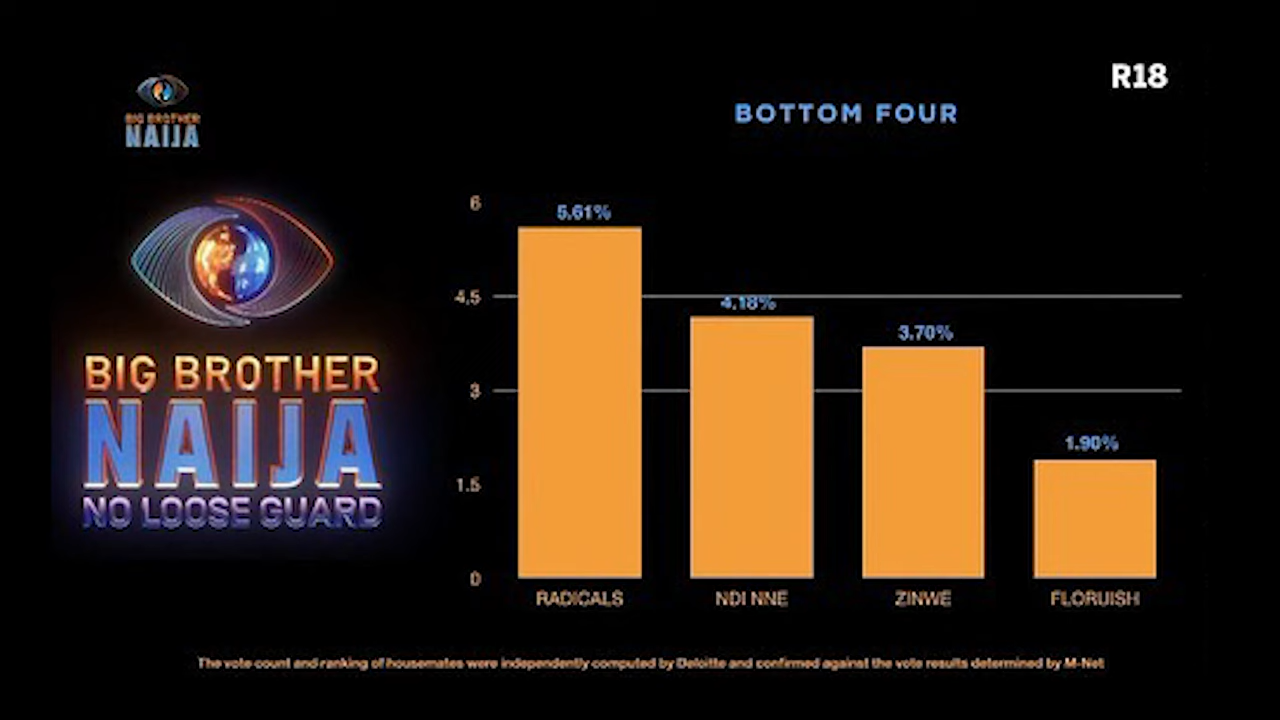 R18
BIG BROTHER
NAIJA
BOTTOM FOUR
BIG BROTHER
NAIJA
NO LOOSE GUARD
6
4.5
3
1.5
0
5.61%
4.18%
3.70%
1.90%
RADICALS
NDI NNE
ZINWE
FLORUISH
The vote count and ranking of housemates were independently computed by Deloitte and confirmed against the vote results determined by M-Net